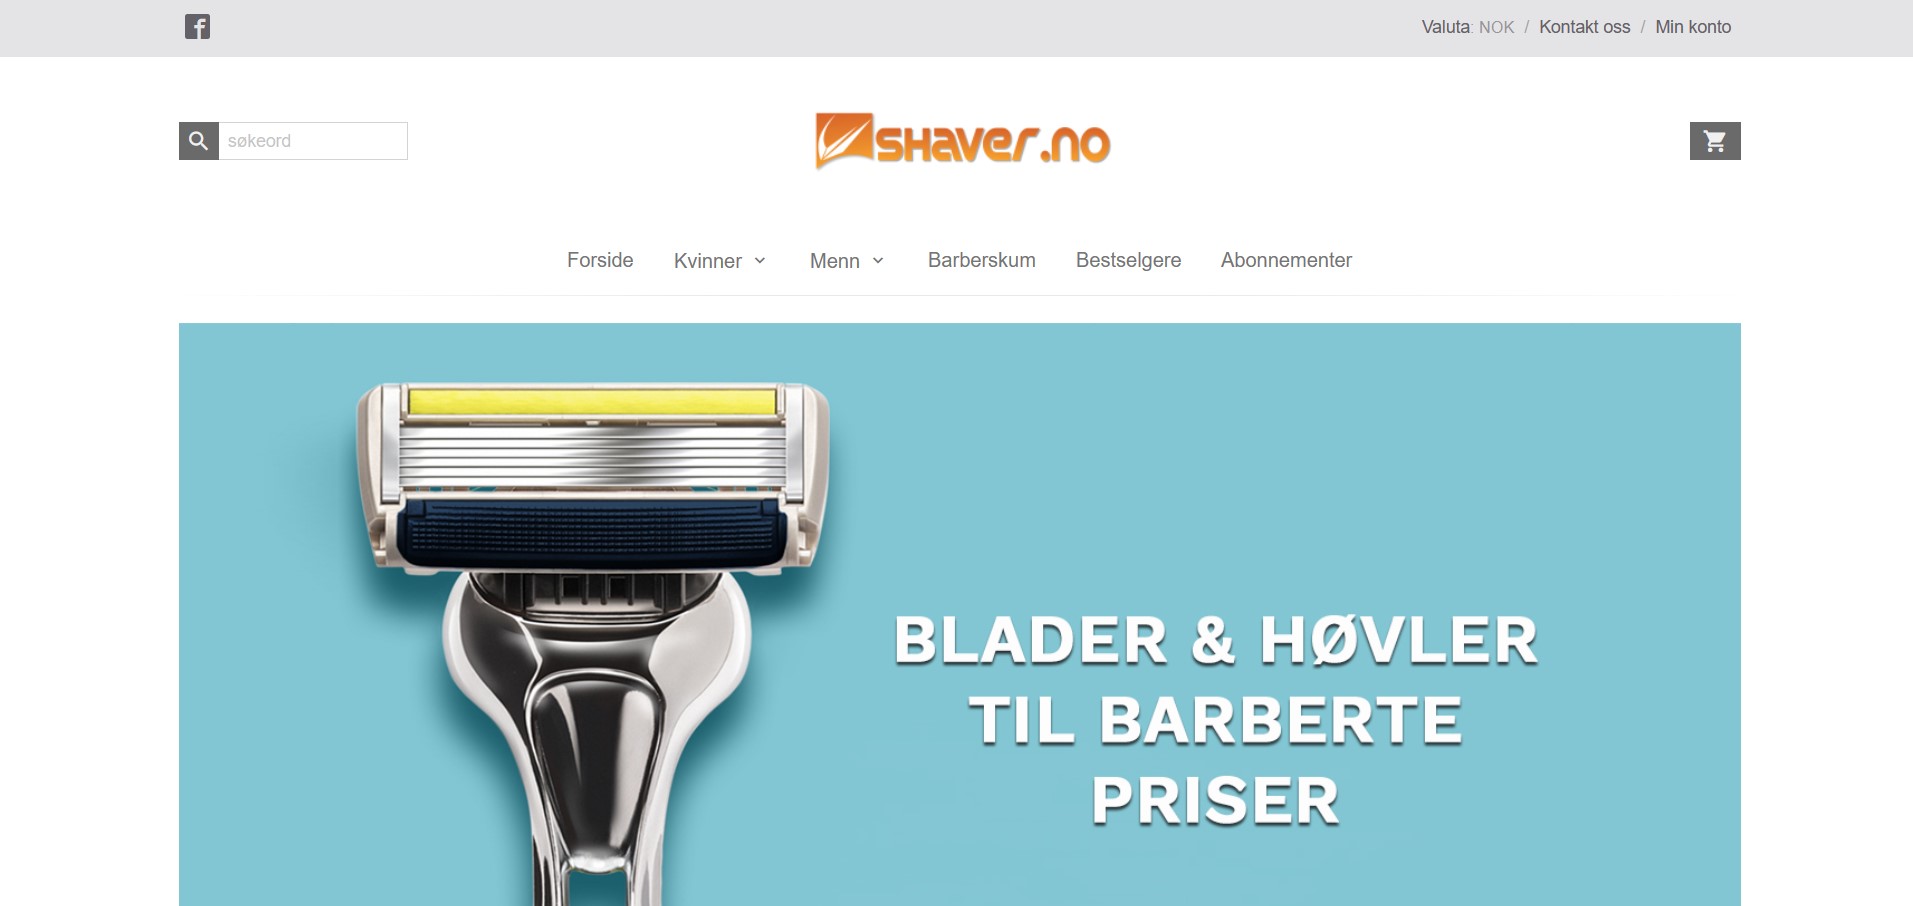 Valuta: NOK / Kontakt oss / Min konto
søkeord
SHAVER.NO
Forside Kvinner Menn Barberskum Bestselgere Abonnementer
BLADER & HØVLER
TIL BARBERTE
PRISER